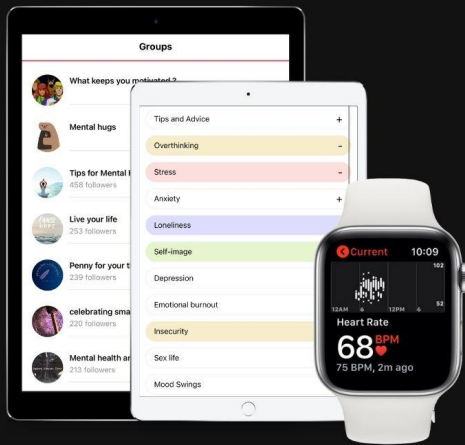 Groups
What keeps you motivated ?
Mental hugs
Tips for Mental
458 followers
Live your life
253 followers
Penny for your
239 followers
celebrating sma
220 followers
Mental health
213 followers
Tips and Advice +
Overthinking -
Stress -
Anxiety +
Loneliness
Self-image
Depression
Emotional burnout
Insecurity
Sex life
Mood Swings
Current 10:09
102
52
12AM 6 12PM 6
Heart Rate
68 BPM
75 BPM, 2m ago